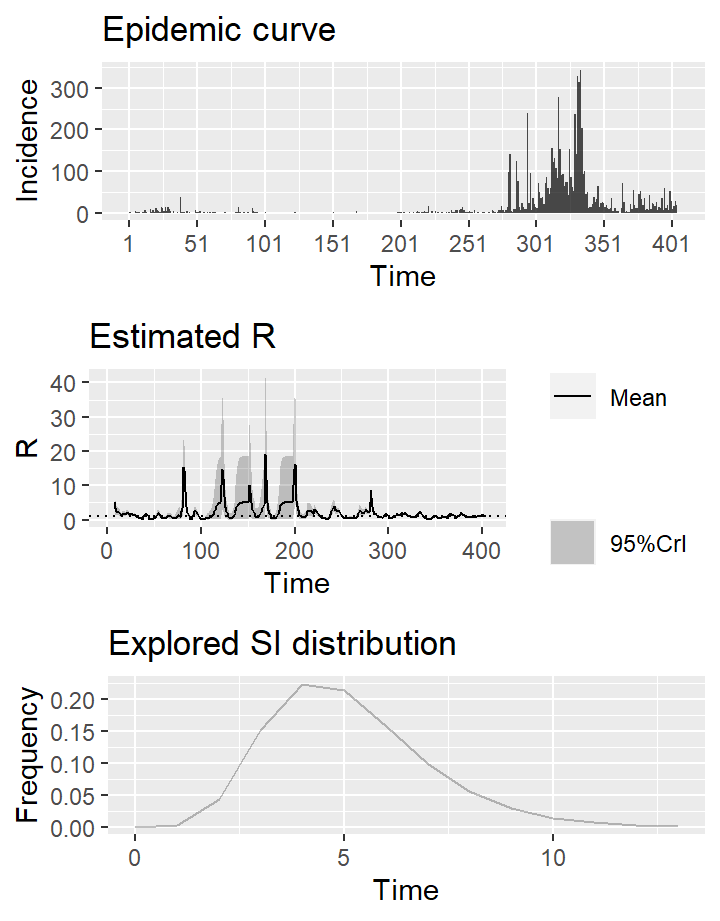 Epidemic curve
Incidence
300
200
100
0
1 51 101 151 201 251 301 351 401
Time
Estimated R
R
40
30
20
10
0
0 100 200 300 400
Time
Mean
95%CrI
Explored SI distribution
Frequency
0.20
0.15
0.10
0.05
0.00
0 5 10
Time